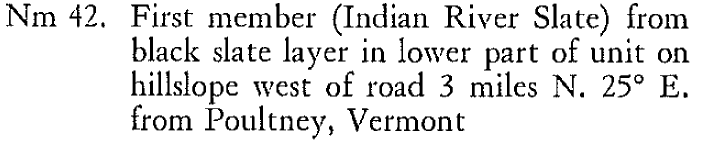 Nm 42. First member (Indian River Slate) from
black slate layer in lower part of unit on
hillslope west of road 3 miles N. 25° E.
from Poultney, Vermont